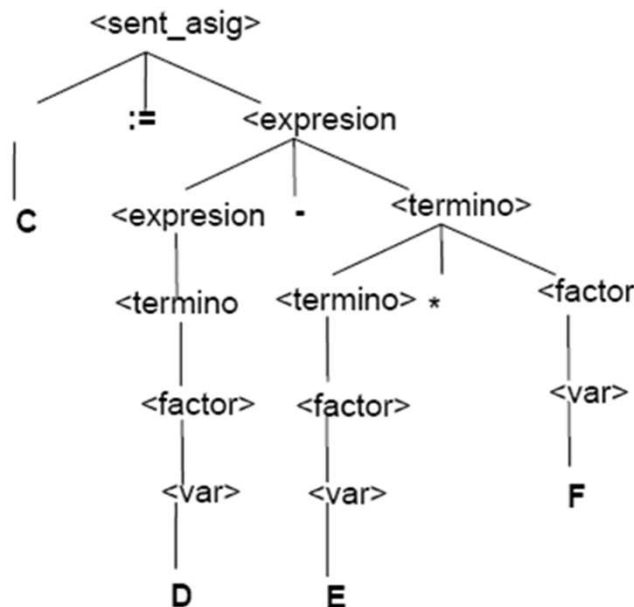 <sent_asig>
:= <expresion
C <expresion - <termino>
<termino <termino> * <factor
<factor> <factor> <var>
<var> <var> F
D E